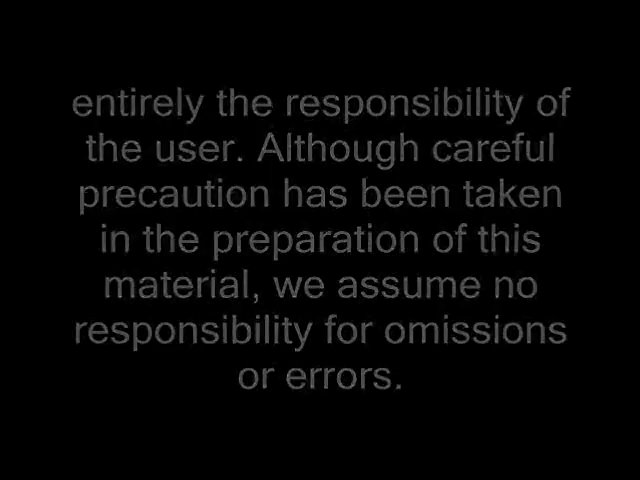 entirely the responsibility of
the user. Although careful
precaution has been taken
in the preparation of this
material, we assume no
responsibility for omissions
or errors.